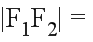 |F₁F₂| =